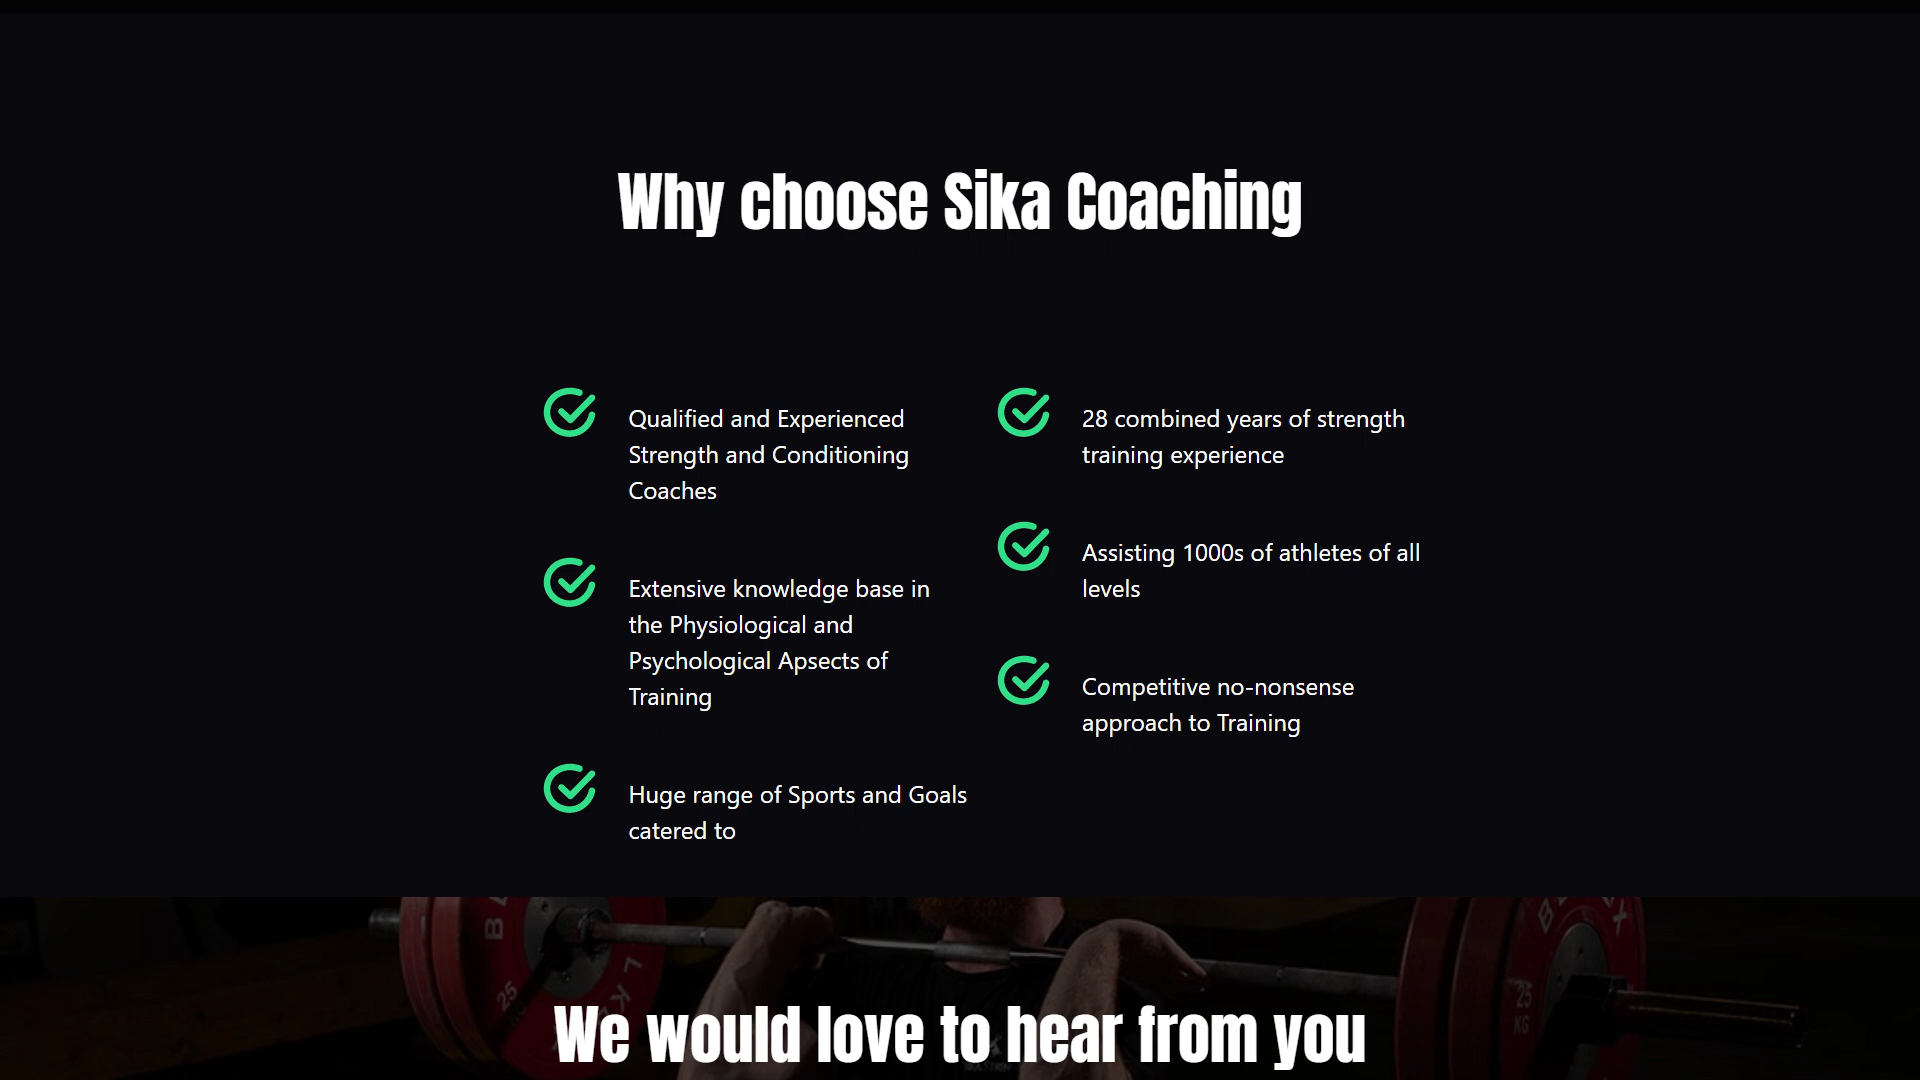 Why choose Sika Coaching
Qualified and Experienced
Strength and Conditioning
Coaches
Extensive knowledge base in
the Physiological and
Psychological Apsects of
Training
Huge range of Sports and Goals
catered to
28 combined years of strength
training experience
Assisting 1000s of athletes of all
levels
Competitive no-nonsense
approach to Training
25
25
KG
We would love to hear from you